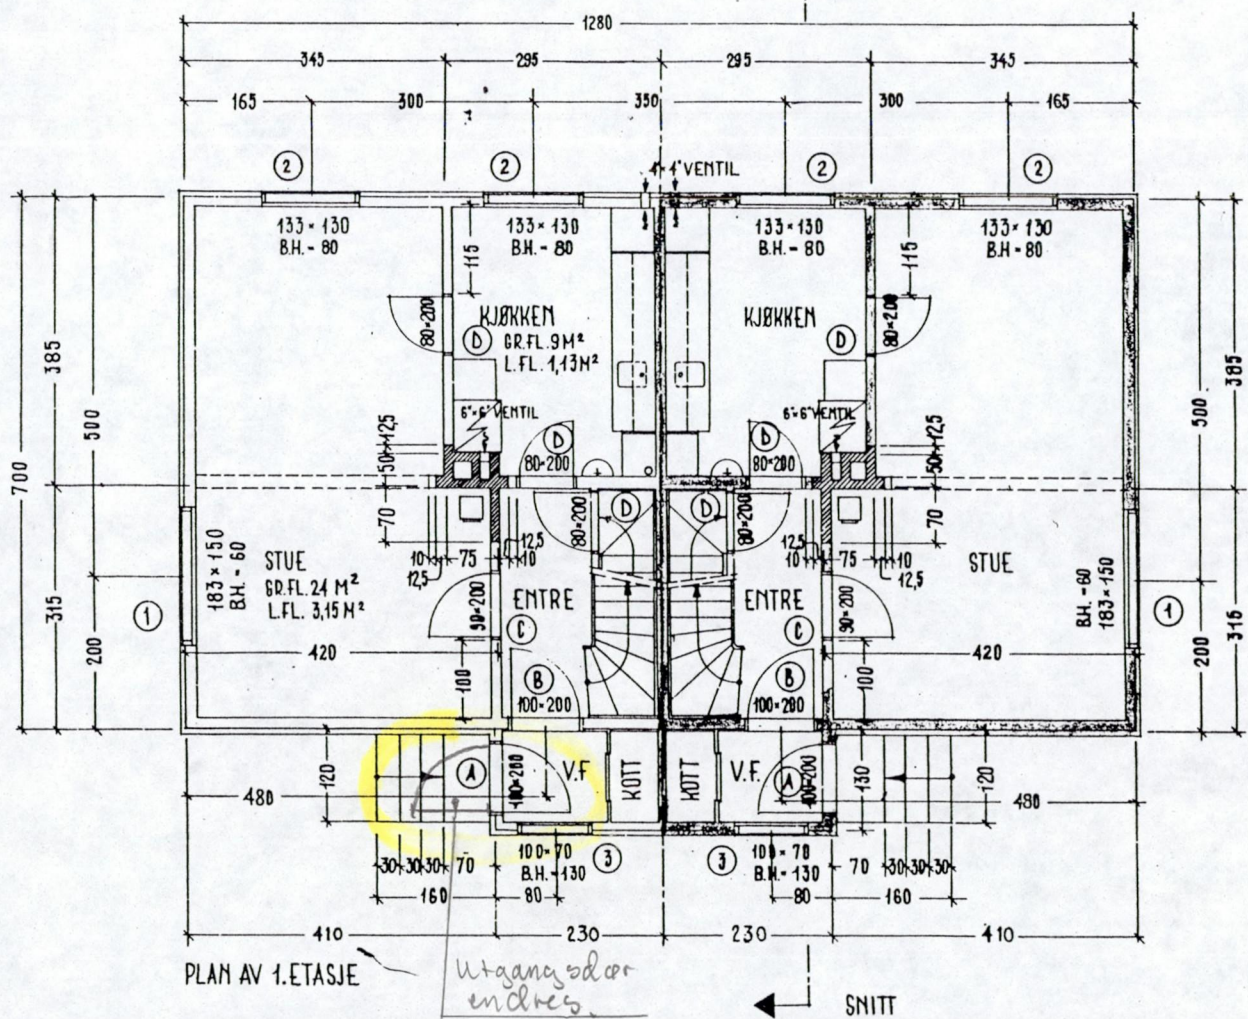 1280
345 295 295 345
165 300 350 300 165
2 2 4"×4" VENTIL 2 2
133×130
B.H. = 80
133×130
B.H. = 80
133×130
B.H. = 80
133×130
B.H. = 80
115
115
80×200
KJØKKEN
D GR.FL. 9M²
L.FL. 1,13M²
KJØKKEN
D
80×200
385
500
700
385
500
6"×6" VENTIL
6"×6" VENTIL
50 12,5
D
80×200
D
80×200
50 12,5
70
80×200
D
D
80×200
70
10 75 10
12,5
12,5
12,5
10 75 10
12,5
1
183×150
B.H. = 60
STUE
GR.FL. 21 M²
L.FL. 3,15 M²
90×200
ENTRE
C
ENTRE
C
90×200
STUE
B.H. = 60
183×150
1
315
200
315
200
420
100
B
100×200
B
100×200
100
420
120
A
100×200
V.F
KOTT
KOTT
V.F.
A
100×200
130
120
480
480
30 30 30 70
160
100×70
B.H. = 130
80
3
3
100×70
B.H. = 130
80
70 30 30 30
160
410 230 230 410
PLAN AV 1. ETASJE
Utgangsdør
endres
SNITT